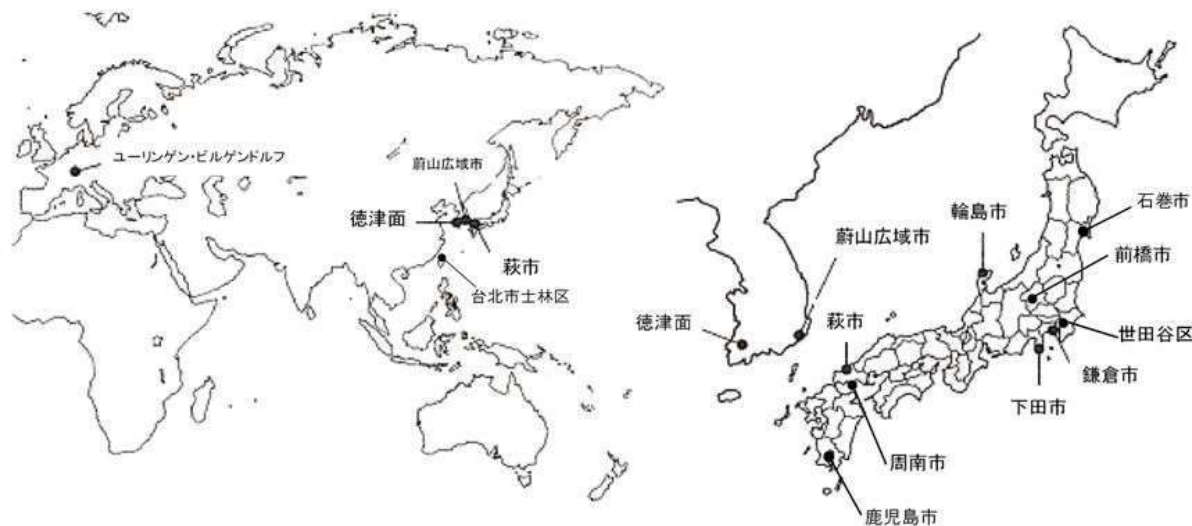 ユーリンゲン・ビルゲンドルフ
蔚山広域市
徳津面
萩市
台北市士林区
石巻市
輪島市
前橋市
蔚山広域市
萩市
徳津面
世田谷区
鎌倉市
下田市
周南市
鹿児島市